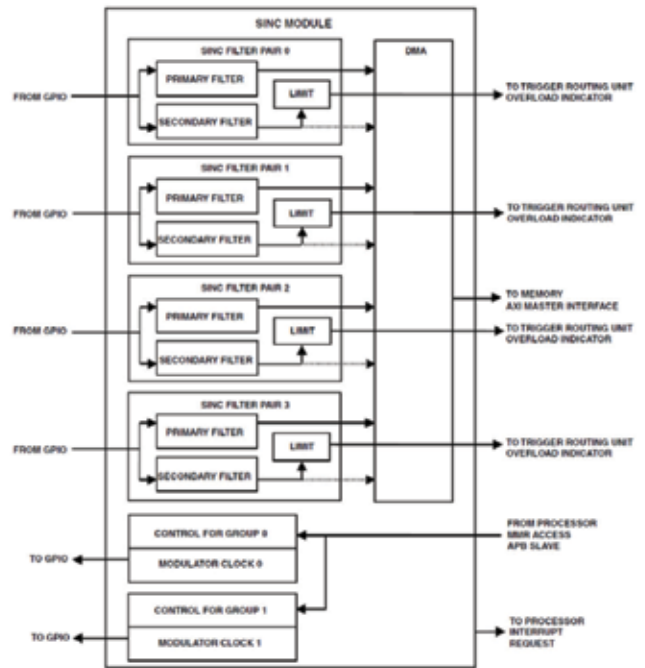 SINC MODULE
SINC FILTER PAIR 0
DMA
PRIMARY FILTER
LIMIT
SECONDARY FILTER
FROM GPIO
TO TRIGGER ROUTING UNIT
OVERLOAD INDICATOR
SINC FILTER PAIR 1
PRIMARY FILTER
LIMIT
SECONDARY FILTER
FROM GPIO
TO TRIGGER ROUTING UNIT
OVERLOAD INDICATOR
SINC FILTER PAIR 2
TO MEMORY
AXI MASTER INTERFACE
PRIMARY FILTER
LIMIT
SECONDARY FILTER
FROM GPIO
TO TRIGGER ROUTING UNIT
OVERLOAD INDICATOR
SINC FILTER PAIR 3
PRIMARY FILTER
LIMIT
SECONDARY FILTER
FROM GPIO
TO TRIGGER ROUTING UNIT
OVERLOAD INDICATOR
CONTROL FOR GROUP 0
MODULATOR CLOCK 0
TO GPIO
FROM PROCESSOR
MMR ACCESS
APB SLAVE
CONTROL FOR GROUP 1
MODULATOR CLOCK 1
TO GPIO
TO PROCESSOR
INTERRUPT
REQUEST